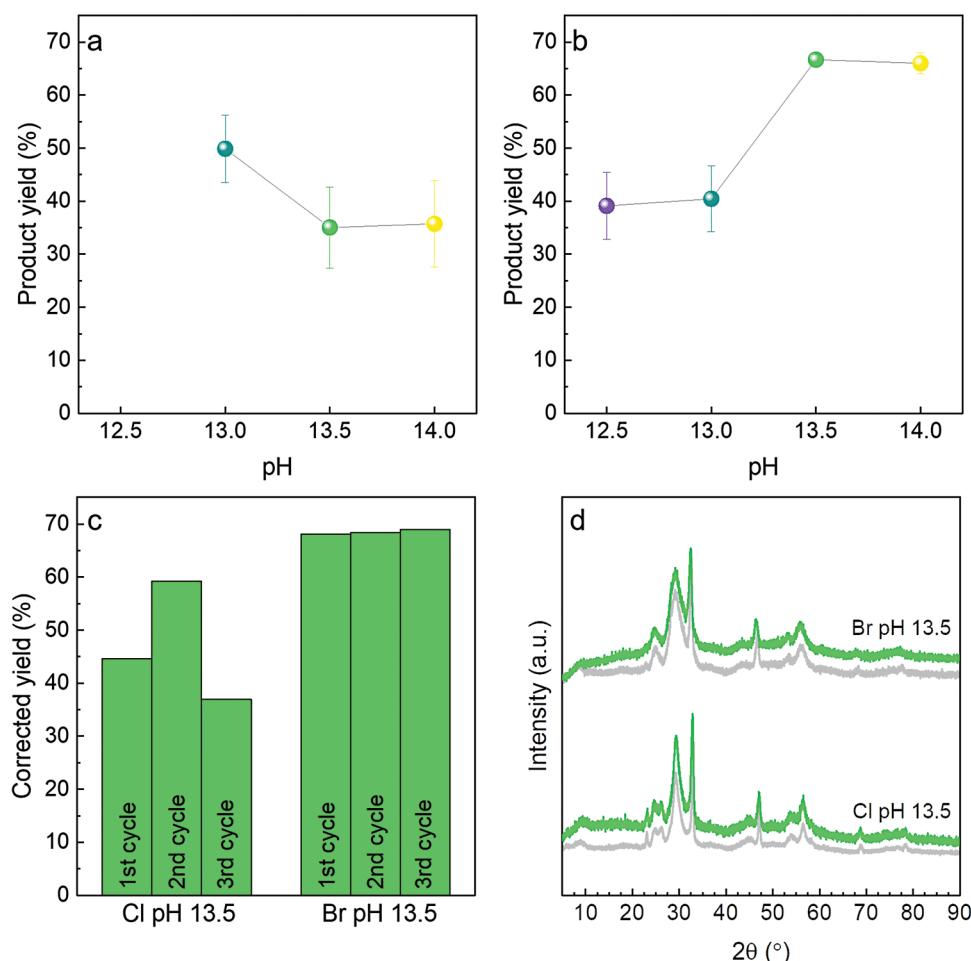 a
70
60
50
40
30
20
10
0
Product yield (%)
12.5 13.0 13.5 14.0
pH
b
70
60
50
40
30
20
10
0
Product yield (%)
12.5 13.0 13.5 14.0
pH
c
70
60
50
40
30
20
10
0
Corrected yield (%)
1st cycle
2nd cycle
3rd cycle
1st cycle
2nd cycle
3rd cycle
Cl pH 13.5 Br pH 13.5
d
Intensity (a.u.)
Br pH 13.5
Cl pH 13.5
10 20 30 40 50 60 70 80 90
2θ (°)